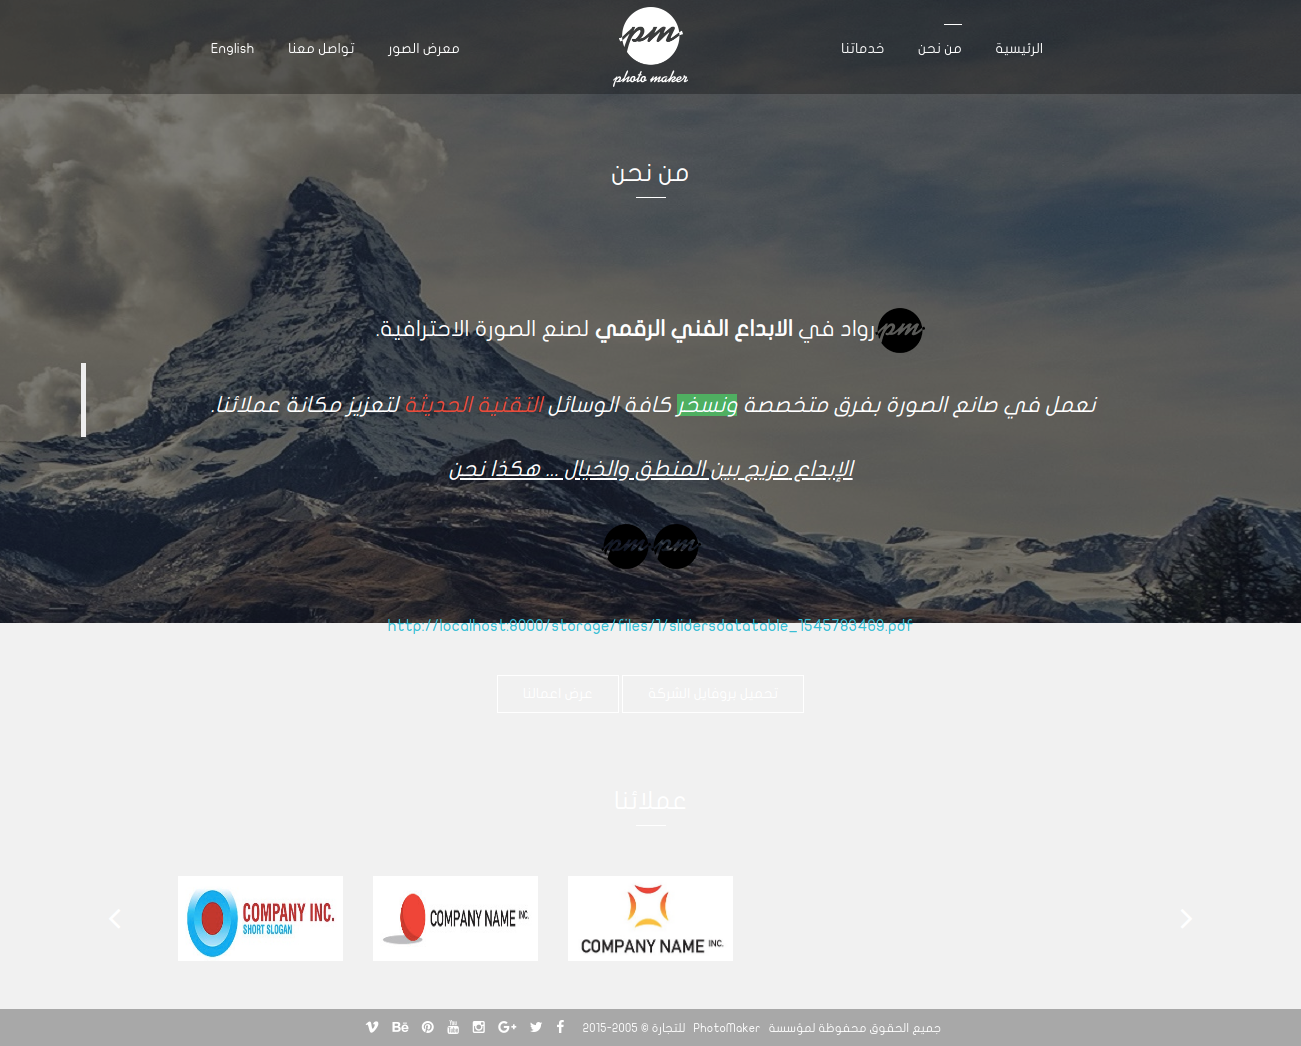 الرئيسية
من نحن
خدماتنا
pm
photo maker
معرض الصور
تواصل معنا
English
من نحن
pm رواد في الابداع الفني الرقمي لصنع الصورة الاحترافية.
نعمل في صانع الصورة بفرق متخصصة ونسخر كافة الوسائل التقنية الحديثة لتعزيز مكانة عملائنا.
الإبداع مزيج بين المنطق والخيال ... هكذا نحن
pm pm
http://localhost:8000/storage/files/1/slidersdatatable_1545783469.pdf
تحميل بروفايل الشركة
عرض اعمالنا
عملائنا
COMPANY INC.
SHORT SLOGAN
COMPANY NAME INC.
COMPANY NAME INC.
جميع الحقوق محفوظة لمؤسسة PhotoMaker للتجارة © 2005-2015